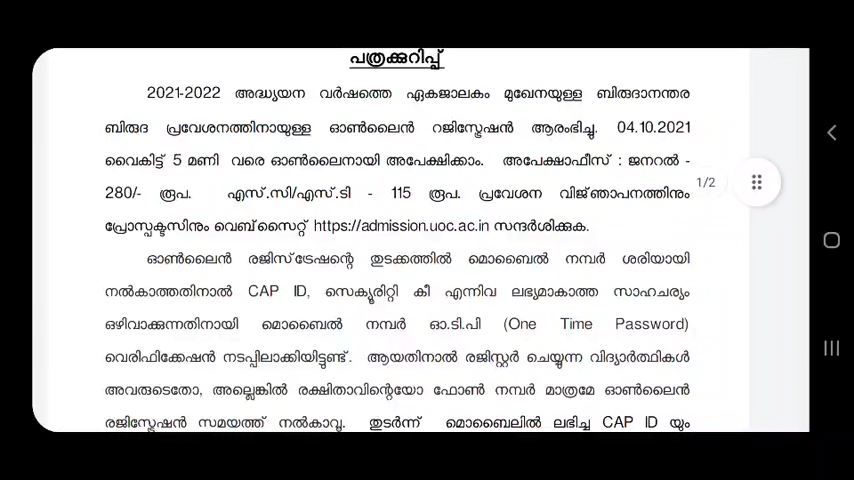 പത്രക്കുറിപ്പ്
2021-2022 അദ്ധ്യയന വർഷത്തെ ഏകജാലകം മുഖേനയുള്ള ബിരുദാനന്തര
ബിരുദ പ്രവേശനത്തിനായുള്ള ഓൺലൈൻ രജിസ്ട്രേഷൻ ആരംഭിച്ചു. 04.10.2021
വൈകിട്ട് 5 മണി വരെ ഓൺലൈനായി അപേക്ഷിക്കാം. അപേക്ഷാഫീസ് : ജനറൽ -
1/2
280/- രൂപ. എസ്.സി/എസ്.ടി - 115 രൂപ. പ്രവേശന വിജ്ഞാപനത്തിനും
പ്രോസ്പക്ടസിനും വെബ്സൈറ്റ് https://admission.uoc.ac.in സന്ദർശിക്കുക.
ഓൺലൈൻ രജിസ്ട്രേഷന്റെ തുടക്കത്തിൽ മൊബൈൽ നമ്പർ ശരിയായി
നൽകാത്തതിനാൽ CAP ID, സെക്യൂരിറ്റി കീ എന്നിവ ലഭ്യമാകാത്ത സാഹചര്യം
ഒഴിവാക്കുന്നതിനായി മൊബൈൽ നമ്പർ ഓ.ടി.പി (One Time Password)
വെരിഫിക്കേഷൻ നടപ്പിലാക്കിയിട്ടുണ്ട്. ആയതിനാൽ രജിസ്റ്റർ ചെയ്യുന്ന വിദ്യാർത്ഥികൾ
അവരുടെതോ, അല്ലെങ്കിൽ രക്ഷിതാവിന്റെയോ ഫോൺ നമ്പർ മാത്രമേ ഓൺലൈൻ
രജിസ്ട്രേഷൻ സമയത്ത് നൽകാവൂ. തുടർന്ന് മൊബൈലിൽ ലഭിച്ച CAP ID യും